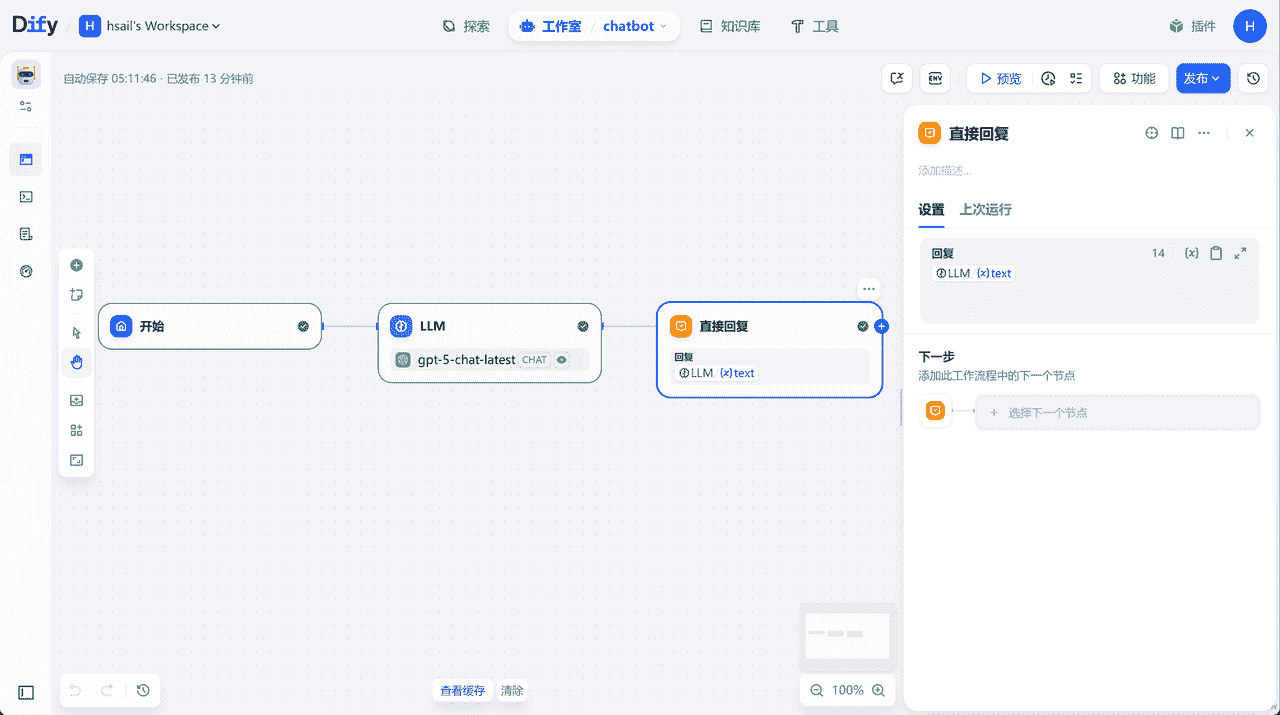 Dify
H hsail's Workspace
探索
工作室 / chatbot
知识库
工具
插件
H
自动保存 05:11:46 · 已发布 13 分钟前
ENV
预览
功能
发布
直接回复
添加描述...
设置 上次运行
回复
14
{x}
LLM / {x} text
下一步
添加此工作流程中的下一个节点
+ 选择下一个节点
开始
LLM
gpt-5-chat-latest CHAT
直接回复
回复
LLM / {x} text
查看缓存
清除
100%